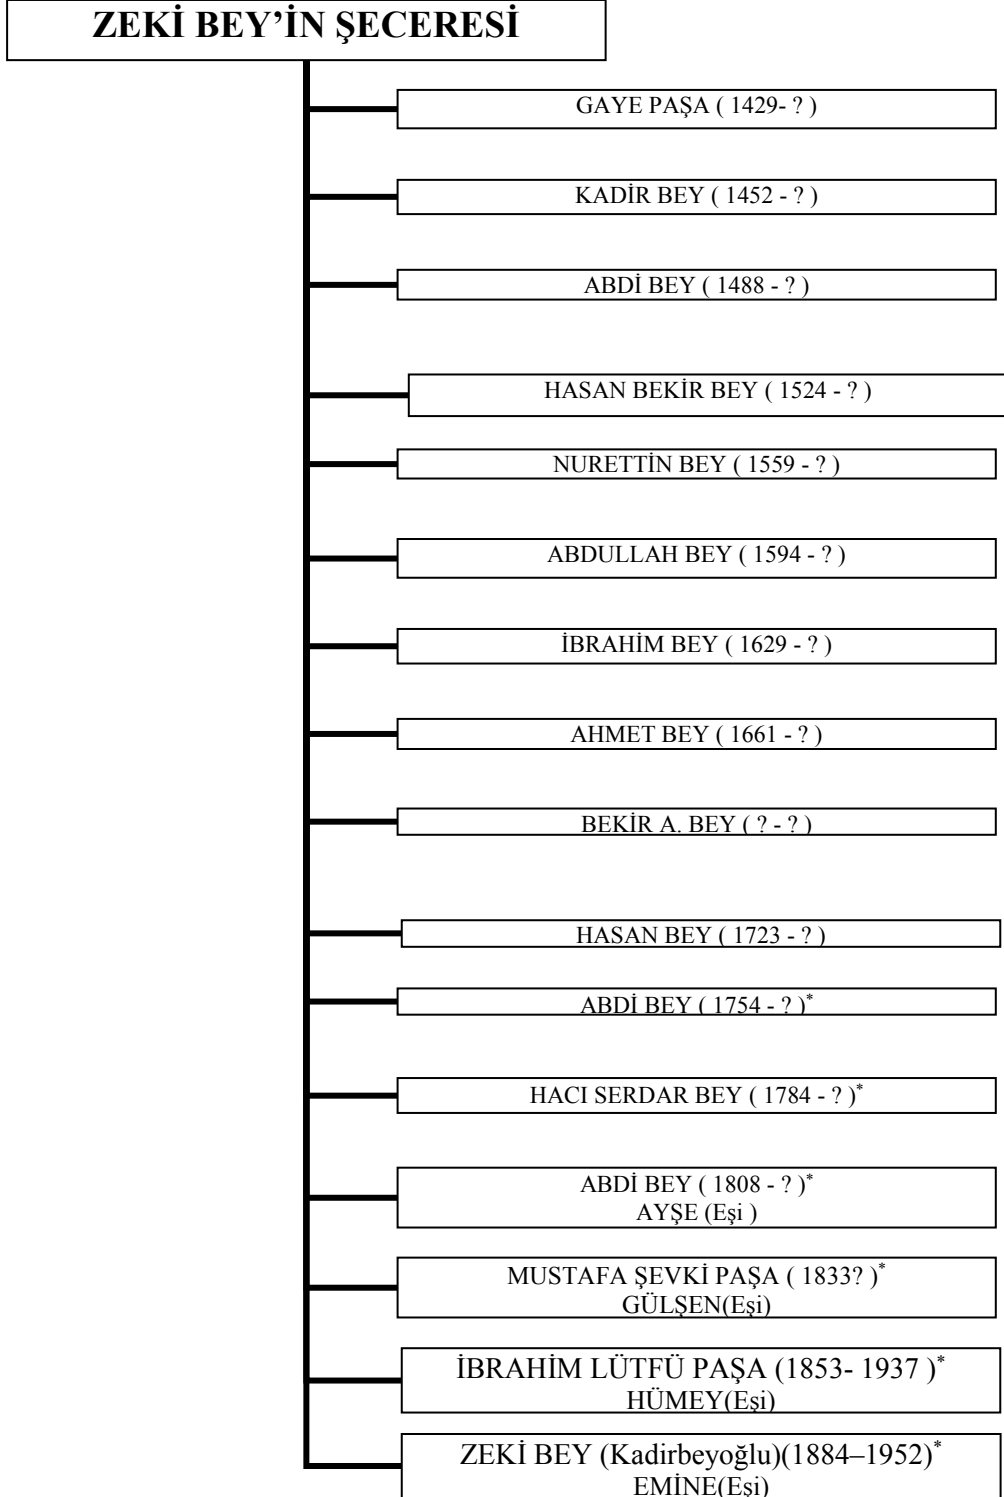 ZEKİ BEY’İN ŞECERESİ
GAYE PAŞA ( 1429- ? )
KADİR BEY ( 1452 - ? )
ABDİ BEY ( 1488 - ? )
HASAN BEKİR BEY ( 1524 - ? )
NURETTİN BEY ( 1559 - ? )
ABDULLAH BEY ( 1594 - ? )
İBRAHİM BEY ( 1629 - ? )
AHMET BEY ( 1661 - ? )
BEKİR A. BEY ( ? - ? )
HASAN BEY ( 1723 - ? )
ABDİ BEY ( 1754 - ? )*
HACI SERDAR BEY ( 1784 - ? )*
ABDİ BEY ( 1808 - ? )*
AYŞE (Eşi )
MUSTAFA ŞEVKİ PAŞA ( 1833? )*
GÜLŞEN(Eşi)
İBRAHİM LÜTFÜ PAŞA (1853- 1937 )*
HÜMEY(Eşi)
ZEKİ BEY (Kadirbeyoğlu)(1884–1952)*
EMİNE(Eşi)